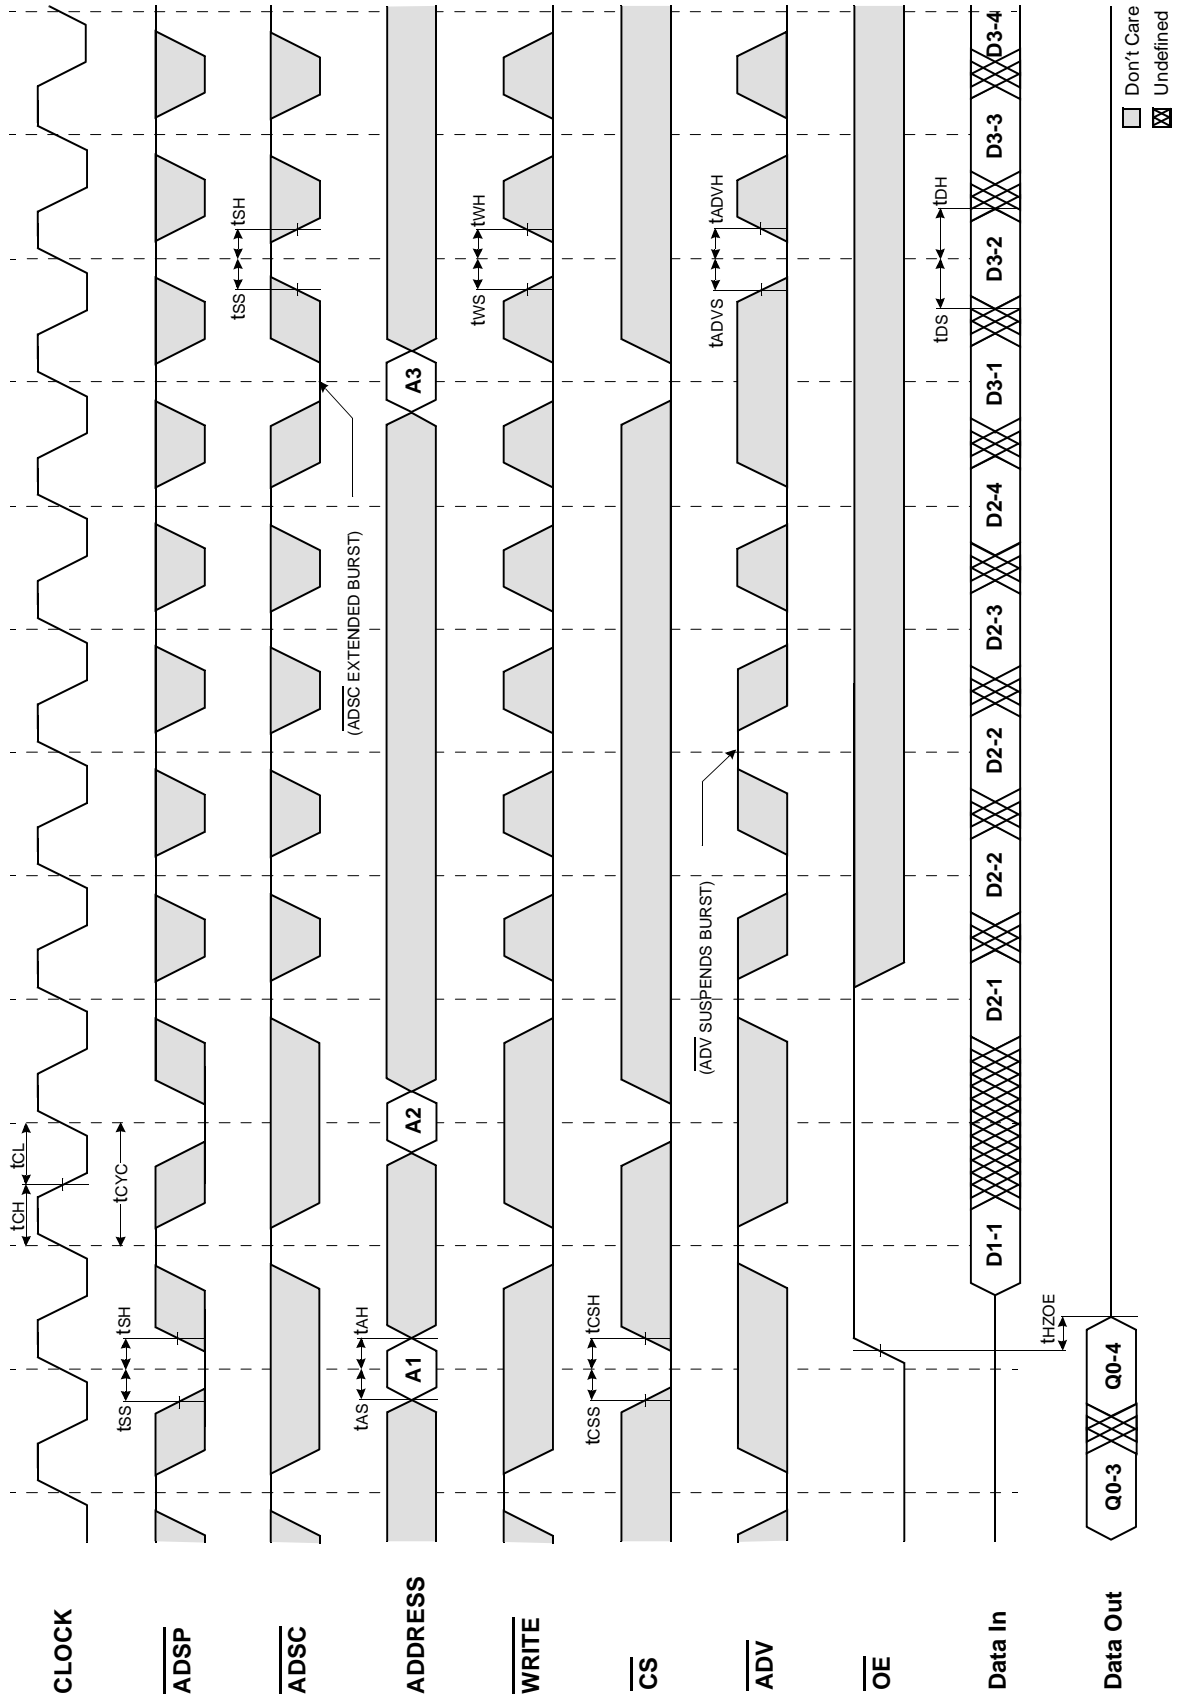 CLOCK
tCH
tCL
tCYC
ADSP
tSS
tSH
ADSC
tSS
tSH
(ADSC EXTENDED BURST)
ADDRESS
tAS
tAH
A1
A2
A3
WRITE
tWS
tWH
CS
tCSS
tCSH
ADV
(ADV SUSPENDS BURST)
tADVS
tADVH
OE
Data In
D1-1
D2-1
D2-2
D2-2
D2-3
D2-4
D3-1
D3-2
D3-3
D3-4
tDS
tDH
Data Out
tHZOE
Q0-3
Q0-4
Don't Care
Undefined